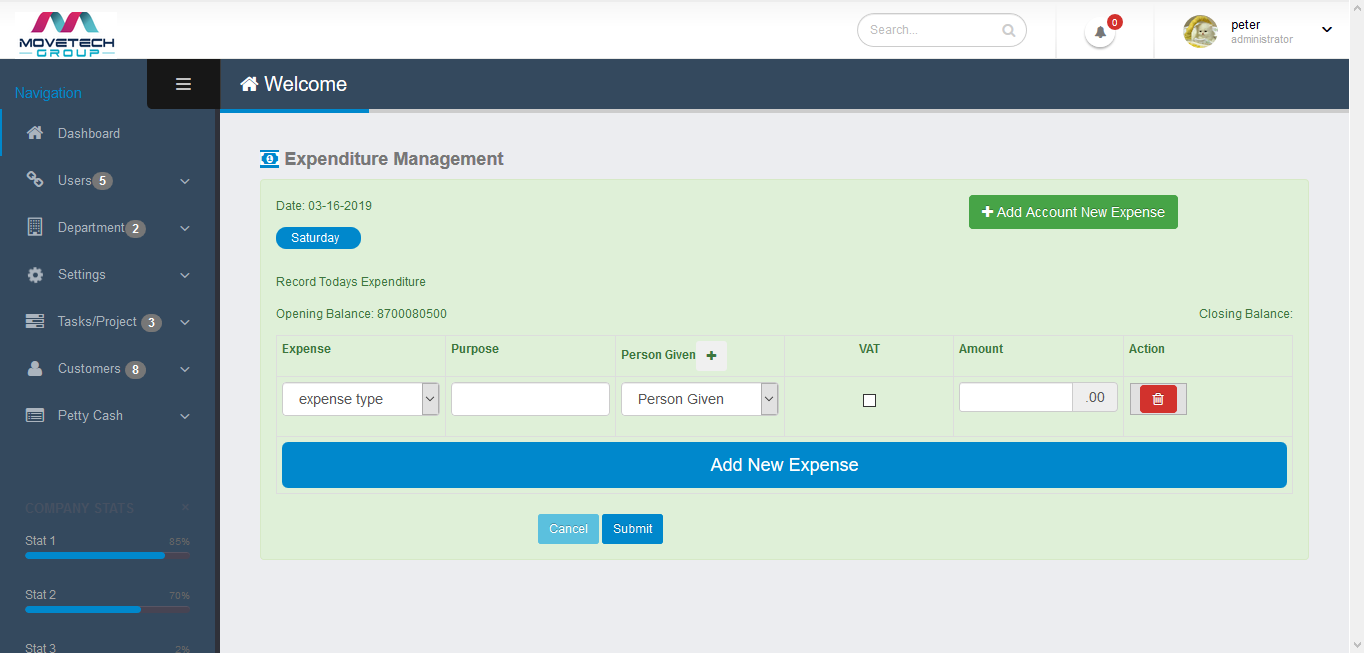 MOVETECH
GROUP
Search...
0
peter
administrator
Navigation
Welcome
Dashboard
Users 5
Department 2
Settings
Tasks/Project 3
Customers 8
Petty Cash
COMPANY STATS ×
Stat 1 85%
Stat 2 70%
Stat 3 2%
Expenditure Management
Date: 03-16-2019
Add Account New Expense
Saturday
Record Todays Expenditure
Opening Balance: 8700080500 Closing Balance:
Expense Purpose Person Given VAT Amount Action
expense type Person Given .00
Add New Expense
Cancel Submit